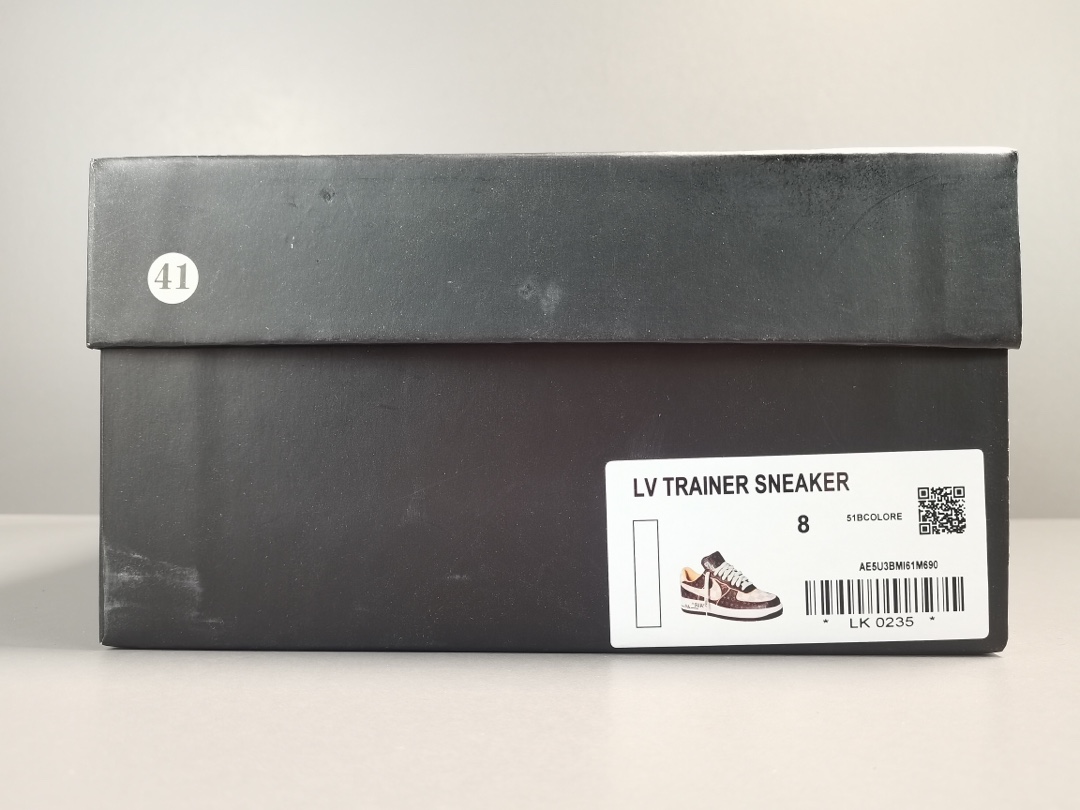 41
LV TRAINER SNEAKER
8
51BCOLORE
AE5U3BMI61M690
* LK 0235 *